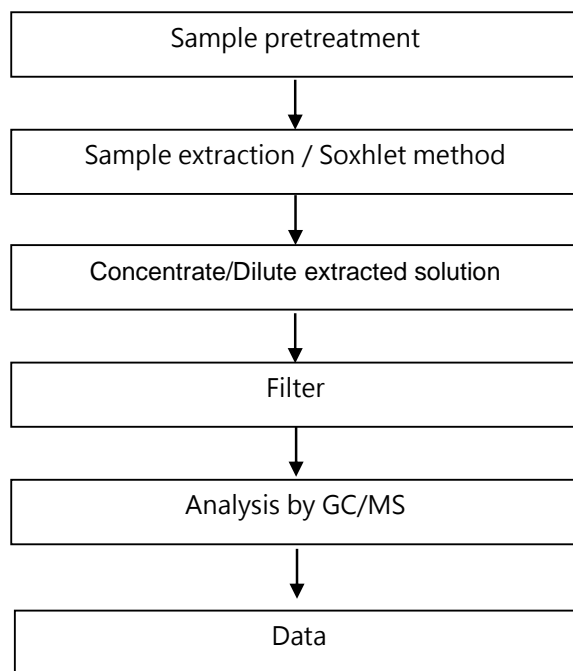 Sample pretreatment
Sample extraction / Soxhlet method
Concentrate/Dilute extracted solution
Filter
Analysis by GC/MS
Data